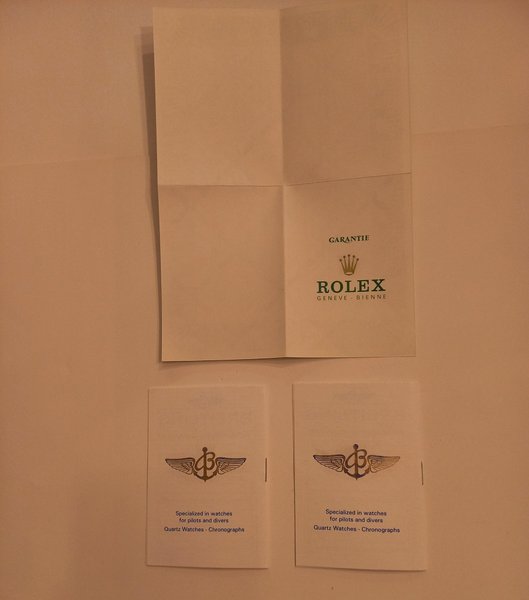 GARANTIE
ROLEX
GENEVE - BIENNE
Specialized in watches
for pilots and divers
Quartz Watches - Chronographs
Specialized in watches
for pilots and divers
Quartz Watches - Chronographs